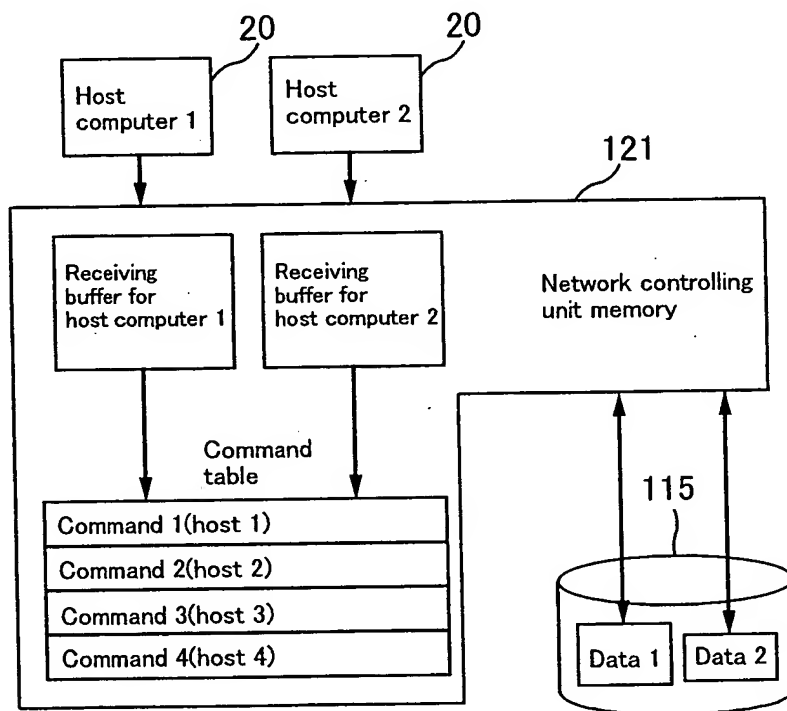 20
20
Host
computer 1
Host
computer 2
121
Receiving
buffer for
host computer 1
Receiving
buffer for
host computer 2
Network controlling
unit memory
Command
table
115
Command 1(host 1)
Command 2(host 2)
Command 3(host 3)
Command 4(host 4)
Data 1
Data 2